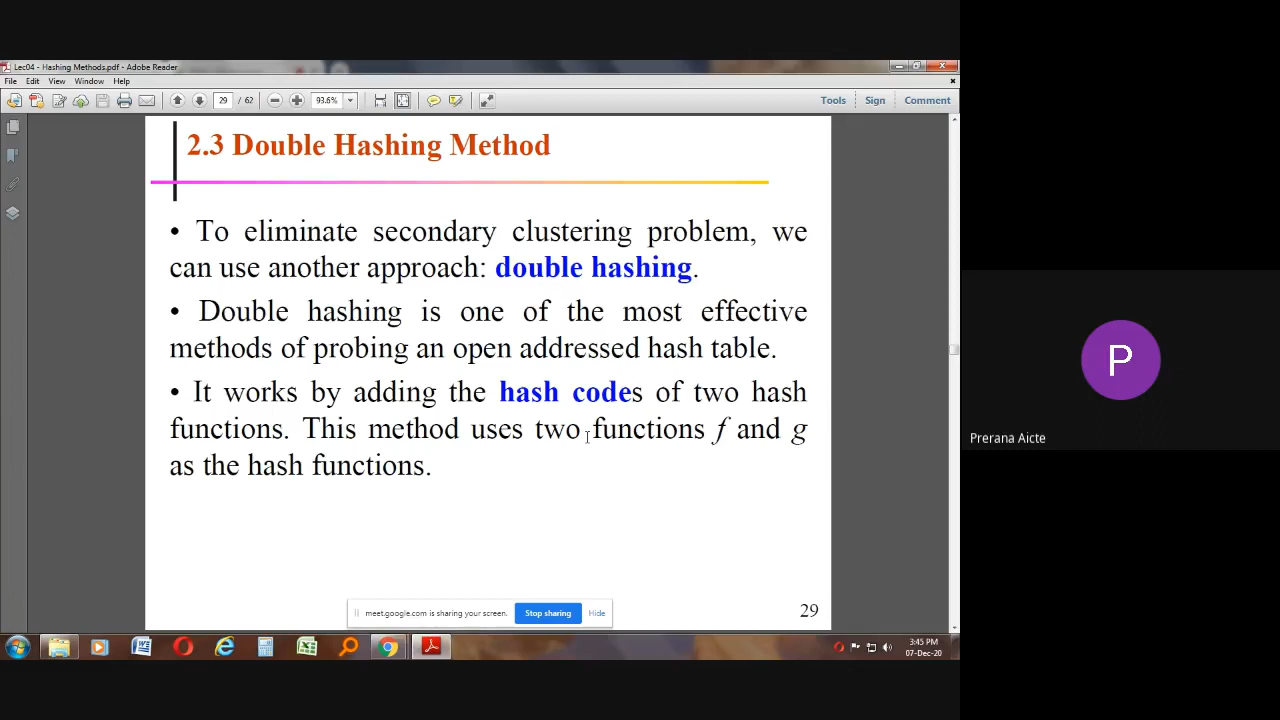 Lec04 - Hashing Methods.pdf - Adobe Reader
File Edit View Window Help
29 / 62 93.6% Tools Sign Comment
2.3 Double Hashing Method
• To eliminate secondary clustering problem, we
can use another approach: double hashing.
• Double hashing is one of the most effective
methods of probing an open addressed hash table.
• It works by adding the hash codes of two hash
functions. This method uses two functions f and g
as the hash functions.
P
Prerana Aicte
meet.google.com is sharing your screen. Stop sharing Hide
29
3:45 PM
07-Dec-20